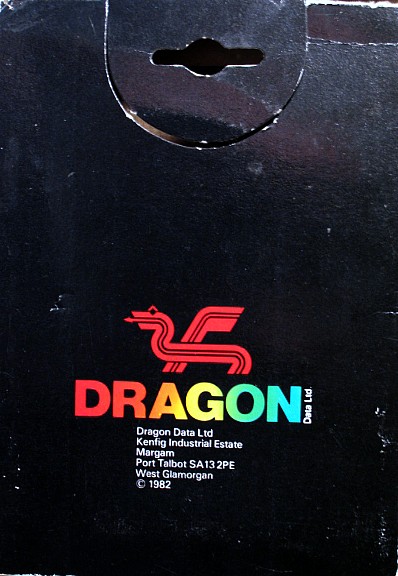 DRAGON Data Ltd.
Dragon Data Ltd
Kenfig Industrial Estate
Margam
Port Talbot SA13 2PE
West Glamorgan
© 1982